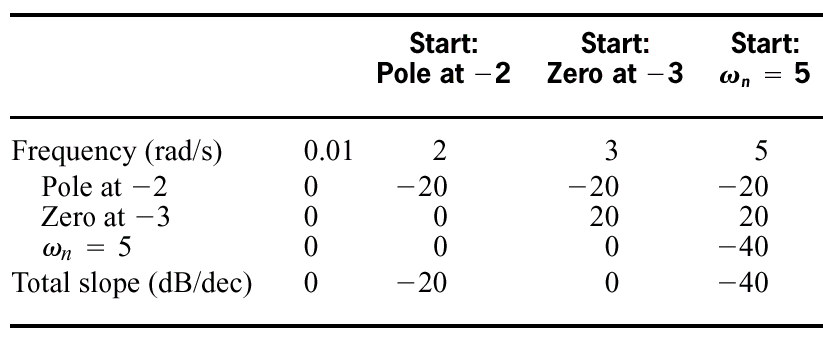 Start: Start: Start:
Pole at −2 Zero at −3 ωn = 5
Frequency (rad/s) 0.01 2 3 5
Pole at −2 0 −20 −20 −20
Zero at −3 0 0 20 20
ωn = 5 0 0 0 −40
Total slope (dB/dec) 0 −20 0 −40